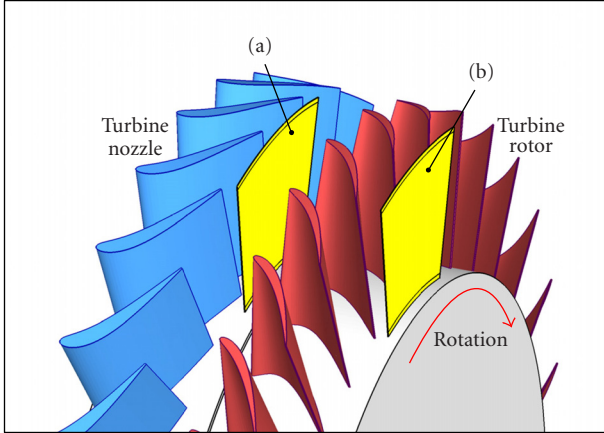 (a)
(b)
Turbine
nozzle
Turbine
rotor
Rotation